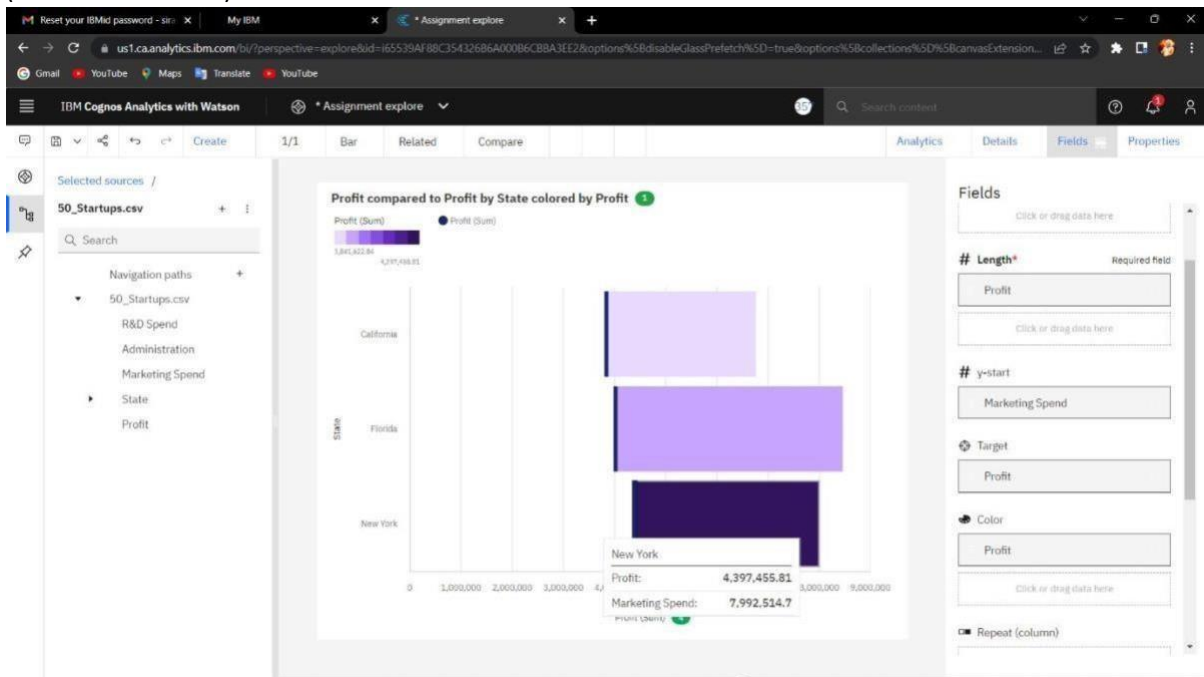 Reset your IBMid password - sira
My IBM
* Assignment explore
us1.ca.analytics.ibm.com/bi/?perspective=explore&id=i65539AF88C354326B6A000B6CBBA3EE2&options%5BdisableGlassPrefetch%5D=true&options%5Bcollections%5D%5BcanvasExtension...
Gmail YouTube Maps Translate YouTube
IBM Cognos Analytics with Watson
* Assignment explore
Search content
Create 1/1 Bar Related Compare
Analytics Details Fields Properties
Selected sources /
50_Startups.csv
Search
Navigation paths
50_Startups.csv
R&D Spend
Administration
Marketing Spend
State
Profit
Profit compared to Profit by State colored by Profit 1
Profit (Sum) Profit (Sum)
4,397,455.81
California
Florida
New York
State
New York
Profit: 4,397,455.81
Marketing Spend: 7,992,514.7
0 1,000,000 2,000,000 3,000,000 9,000,000
Profit (Sum)
Fields
Click or drag data here
# Length* Required field
Profit
Click or drag data here
# y-start
Marketing Spend
Target
Profit
Color
Profit
Click or drag data here
Repeat (column)